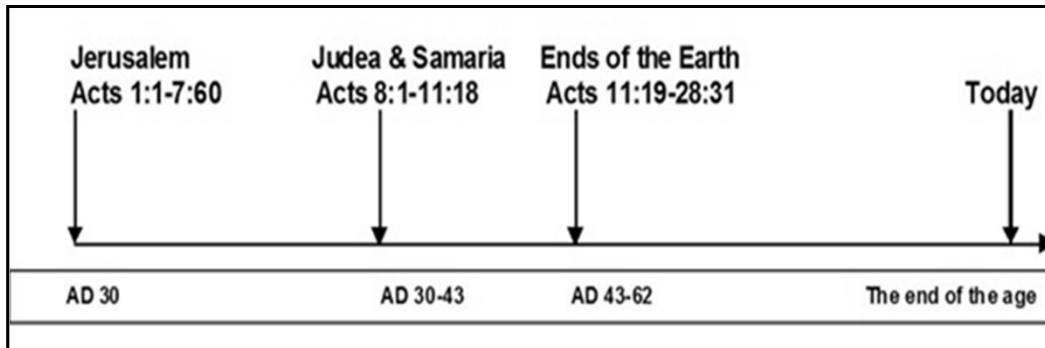 Jerusalem
Acts 1:1-7:60
Judea & Samaria
Acts 8:1-11:18
Ends of the Earth
Acts 11:19-28:31
Today
AD 30
AD 30-43
AD 43-62
The end of the age